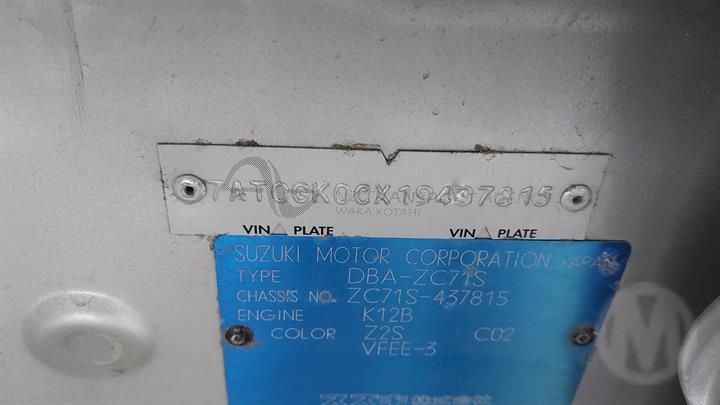 7AT0GK0CX19437815
WAKA KOTAHI
VIN PLATE VIN PLATE
SUZUKI MOTOR CORPORATION JAPAN
TYPE DBA-ZC71S
CHASSIS NO. ZC71S-437815
ENGINE K12B
COLOR Z2S C02
VFEE-3
M